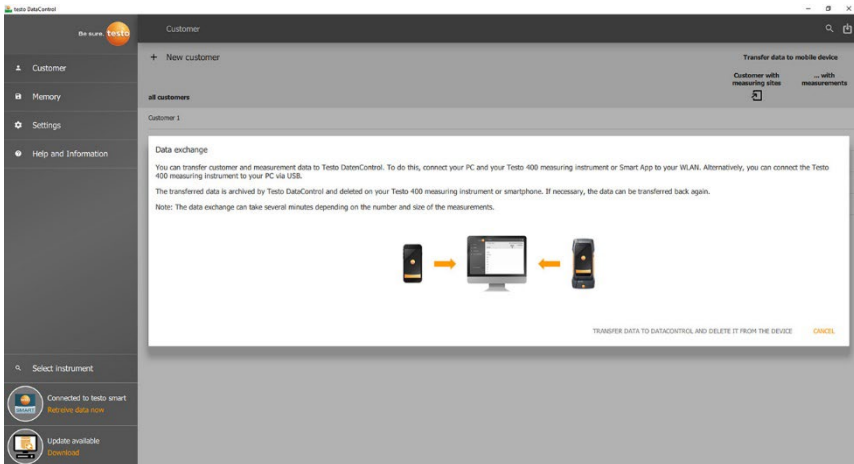 testo DataControl
Be sure. testo
Customer
Customer
Memory
Settings
Help and Information
+ New customer
Transfer data to mobile device
Customer with
measuring sites
... with
measurements
all customers
Customer 1
Data exchange
You can transfer customer and measurement data to Testo DatenControl. To do this, connect your PC and your Testo 400 measuring instrument or Smart App to your WLAN. Alternatively, you can connect the Testo
400 measuring instrument to your PC via USB.
The transferred data is archived by Testo DataControl and deleted on your Testo 400 measuring instrument or smartphone. If necessary, the data can be transferred back again.
Note: The data exchange can take several minutes depending on the number and size of the measurements.
TRANSFER DATA TO DATACONTROL AND DELETE IT FROM THE DEVICE
CANCEL
Select instrument
SMART
Connected to testo smart
Retreive data now
Update available
Download